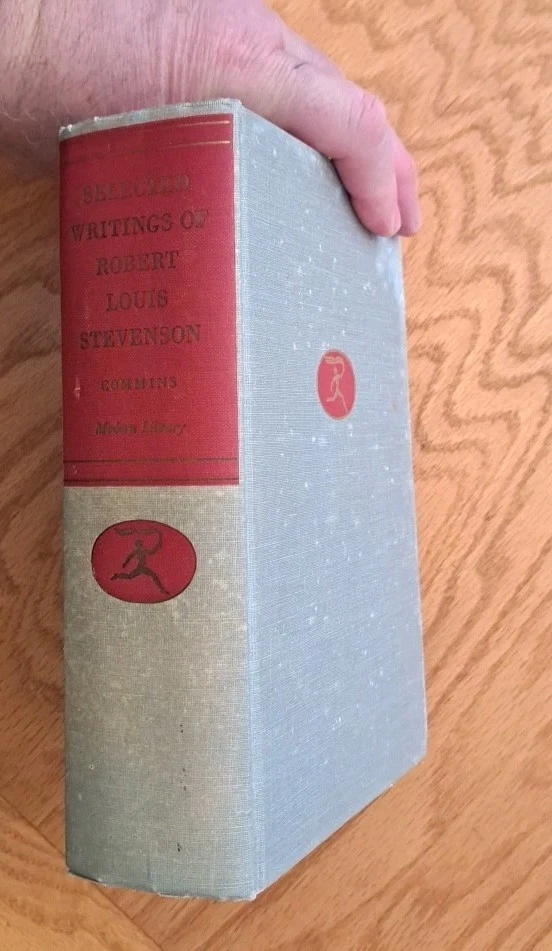 SELECTED
WRITINGS OF
ROBERT
LOUIS
STEVENSON
COMMINS
Modern Library